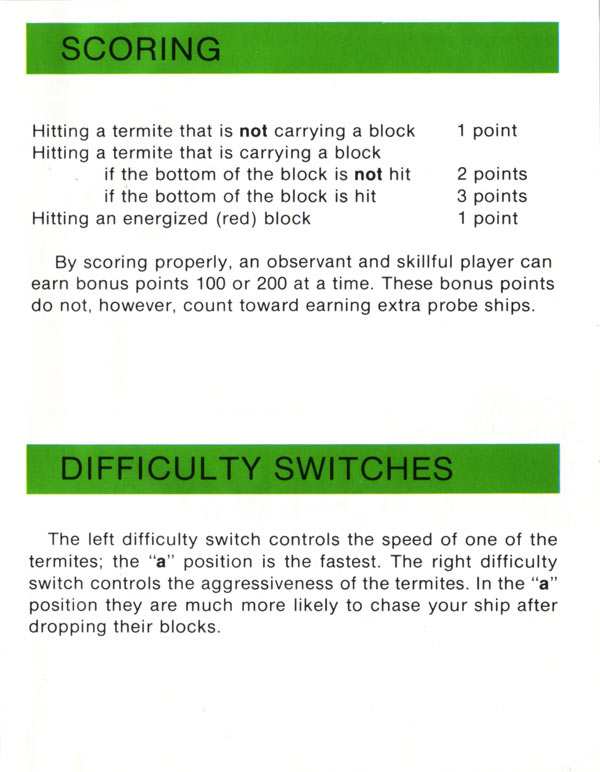 SCORING
Hitting a termite that is not carrying a block 1 point
Hitting a termite that is carrying a block
if the bottom of the block is not hit 2 points
if the bottom of the block is hit 3 points
Hitting an energized (red) block 1 point
By scoring properly, an observant and skillful player can
earn bonus points 100 or 200 at a time. These bonus points
do not, however, count toward earning extra probe ships.
DIFFICULTY SWITCHES
The left difficulty switch controls the speed of one of the
termites; the “a” position is the fastest. The right difficulty
switch controls the aggressiveness of the termites. In the “a”
position they are much more likely to chase your ship after
dropping their blocks.